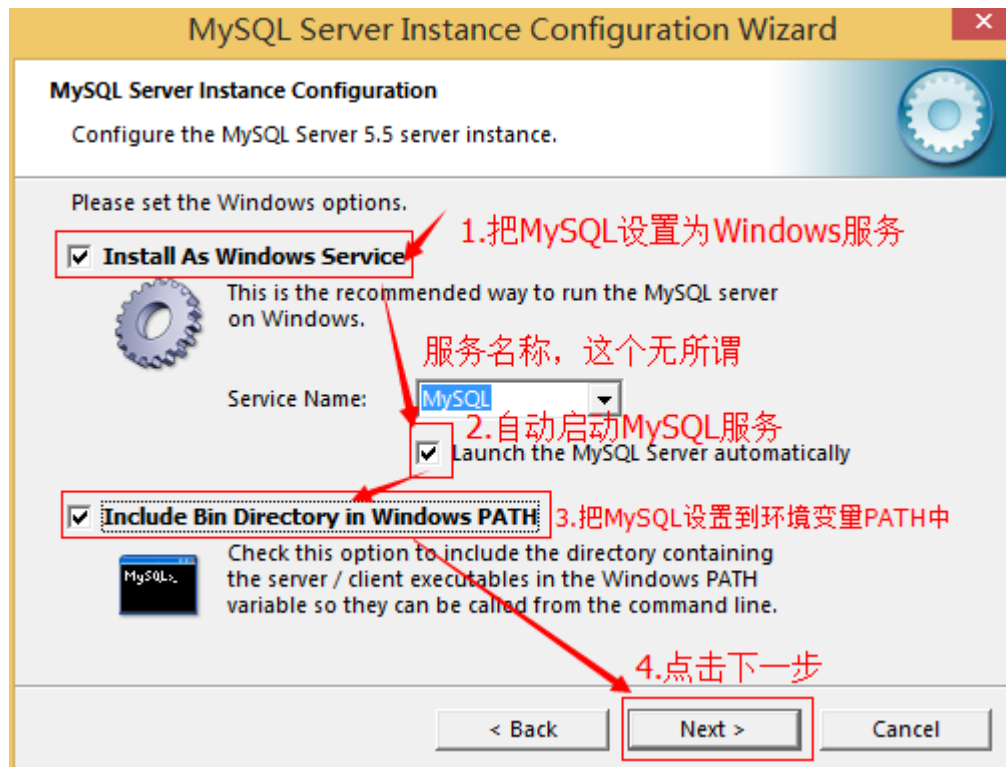 MySQL Server Instance Configuration Wizard
×
MySQL Server Instance Configuration
Configure the MySQL Server 5.5 server instance.
Please set the Windows options.
1.把MySQL设置为Windows服务
Install As Windows Service
This is the recommended way to run the MySQL server
on Windows.
服务名称，这个无所谓
Service Name:
MySQL
2.自动启动MySQL服务
Launch the MySQL Server automatically
Include Bin Directory in Windows PATH
3.把MySQL设置到环境变量PATH中
MySQL>_
Check this option to include the directory containing
the server / client executables in the Windows PATH
variable so they can be called from the command line.
4.点击下一步
< Back
Next >
Cancel